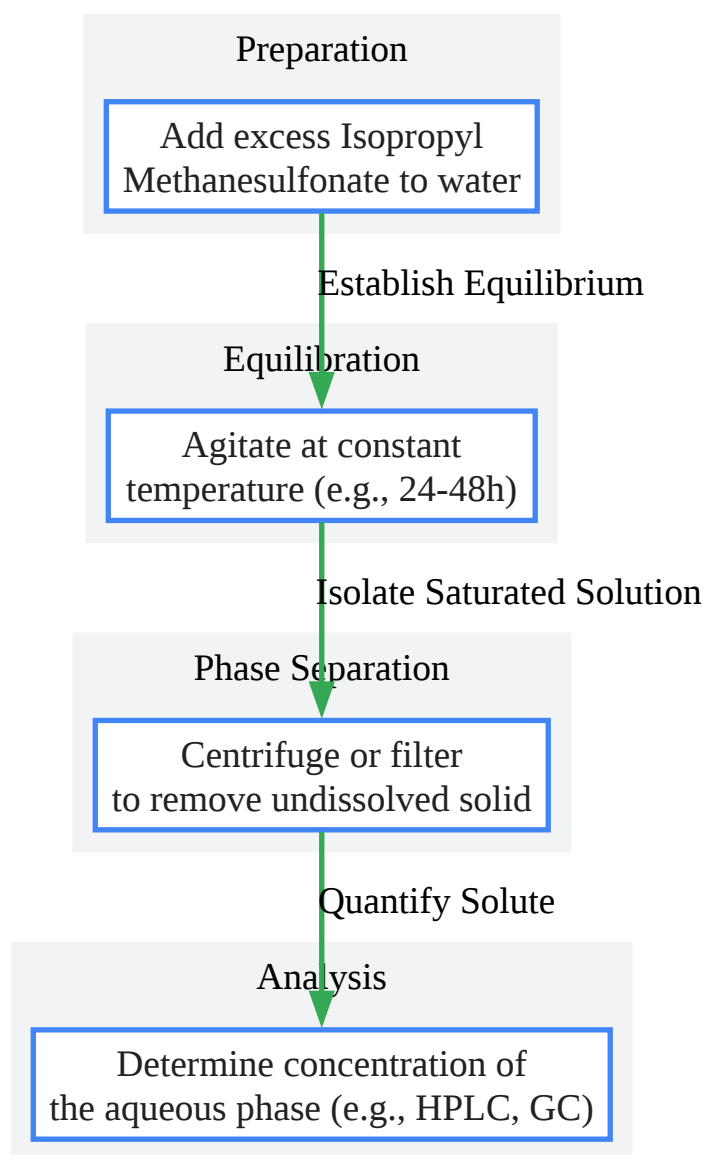 Preparation
Add excess Isopropyl
Methanesulfonate to water
Establish Equilibrium
Equilibration
Agitate at constant
temperature (e.g., 24-48h)
Isolate Saturated Solution
Phase Separation
Centrifuge or filter
to remove undissolved solid
Quantify Solute
Analysis
Determine concentration of
the aqueous phase (e.g., HPLC, GC)